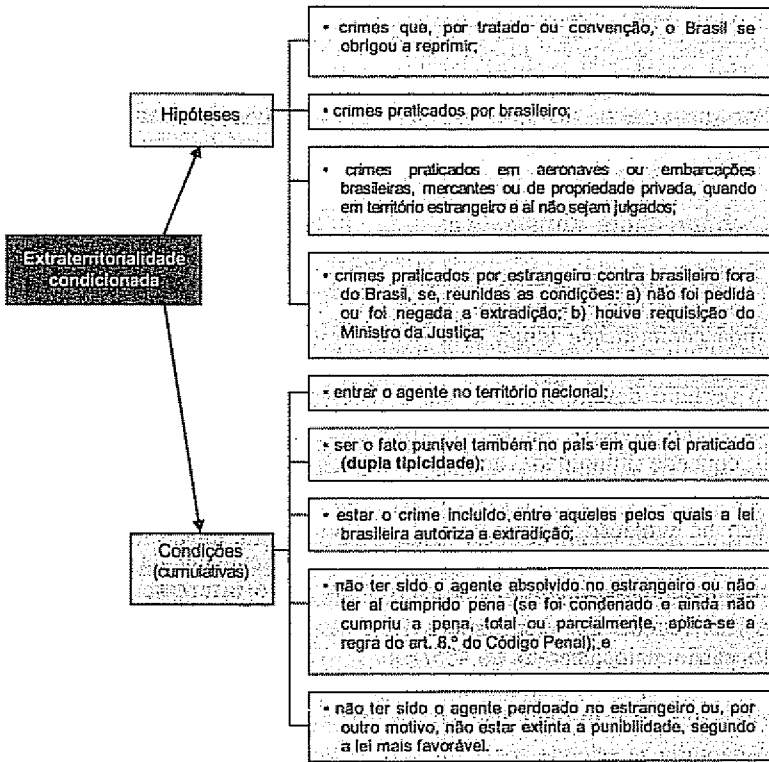 • crimes que, por tratado ou convenção, o Brasil se
obrigou a reprimir;
Hipóteses
• crimes praticados por brasileiro;
• crimes praticados em aeronaves ou embarcações
brasileiras, mercantes ou de propriedade privada, quando
em território estrangeiro e aí não sejam julgados;
Extraterritorialidade
condicionada
• crimes praticados por estrangeiro contra brasileiro fora
do Brasil, se, reunidas as condições: a) não foi pedida
ou foi negada a extradição; b) houve requisição do
Ministro da Justiça;
• entrar o agente no território nacional;
• ser o fato punível também no país em que foi praticado
(dupla tipicidade);
• estar o crime incluído entre aqueles pelos quais a lei
brasileira autoriza a extradição;
Condições
(cumulativas)
• não ter sido o agente absolvido no estrangeiro ou não
ter aí cumprido pena (se foi condenado e ainda não
cumpriu a pena, total ou parcialmente, aplica-se a
regra do art. 8.º do Código Penal); e
• não ter sido o agente perdoado no estrangeiro ou, por
outro motivo, não estar extinta a punibilidade, segundo
a lei mais favorável.